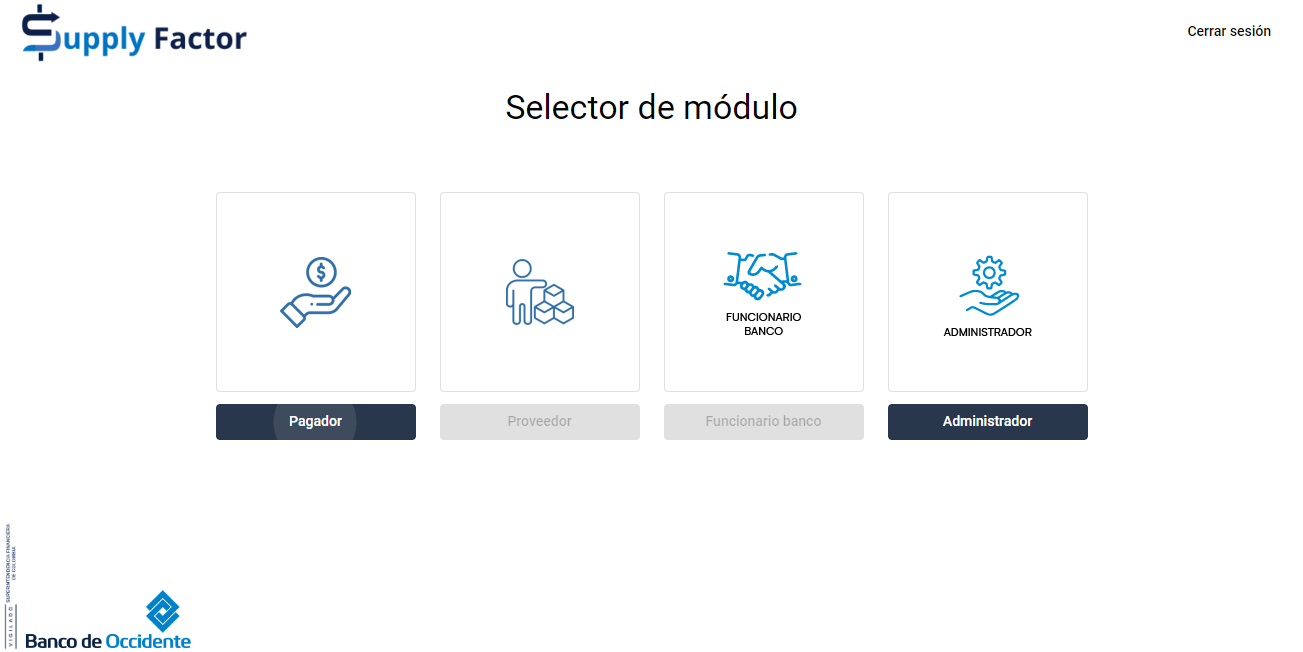 Supply Factor
Cerrar sesión
Selector de módulo
FUNCIONARIO
BANCO
ADMINISTRADOR
Pagador
Proveedor
Funcionario banco
Administrador
VIGILADO SUPERINTENDENCIA FINANCIERA
DE COLOMBIA
Banco de Occidente